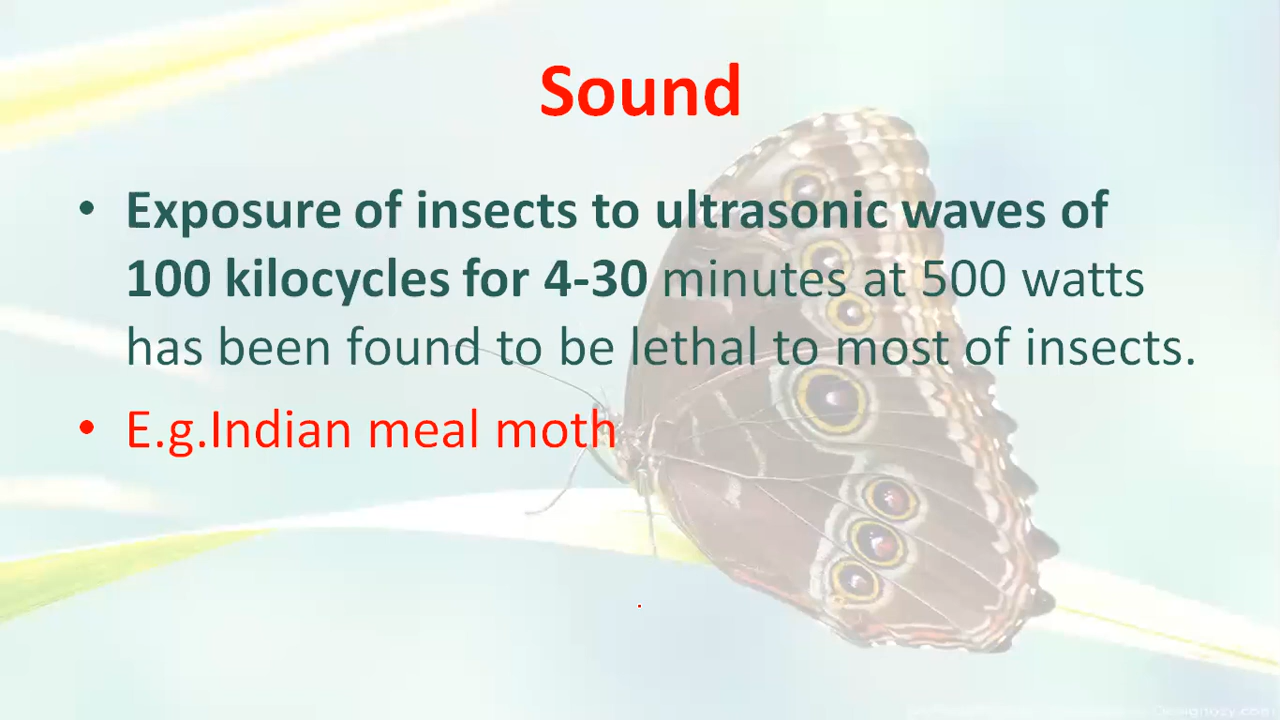 Sound
• Exposure of insects to ultrasonic waves of
100 kilocycles for 4-30 minutes at 500 watts
has been found to be lethal to most of insects.
• E.g.Indian meal moth